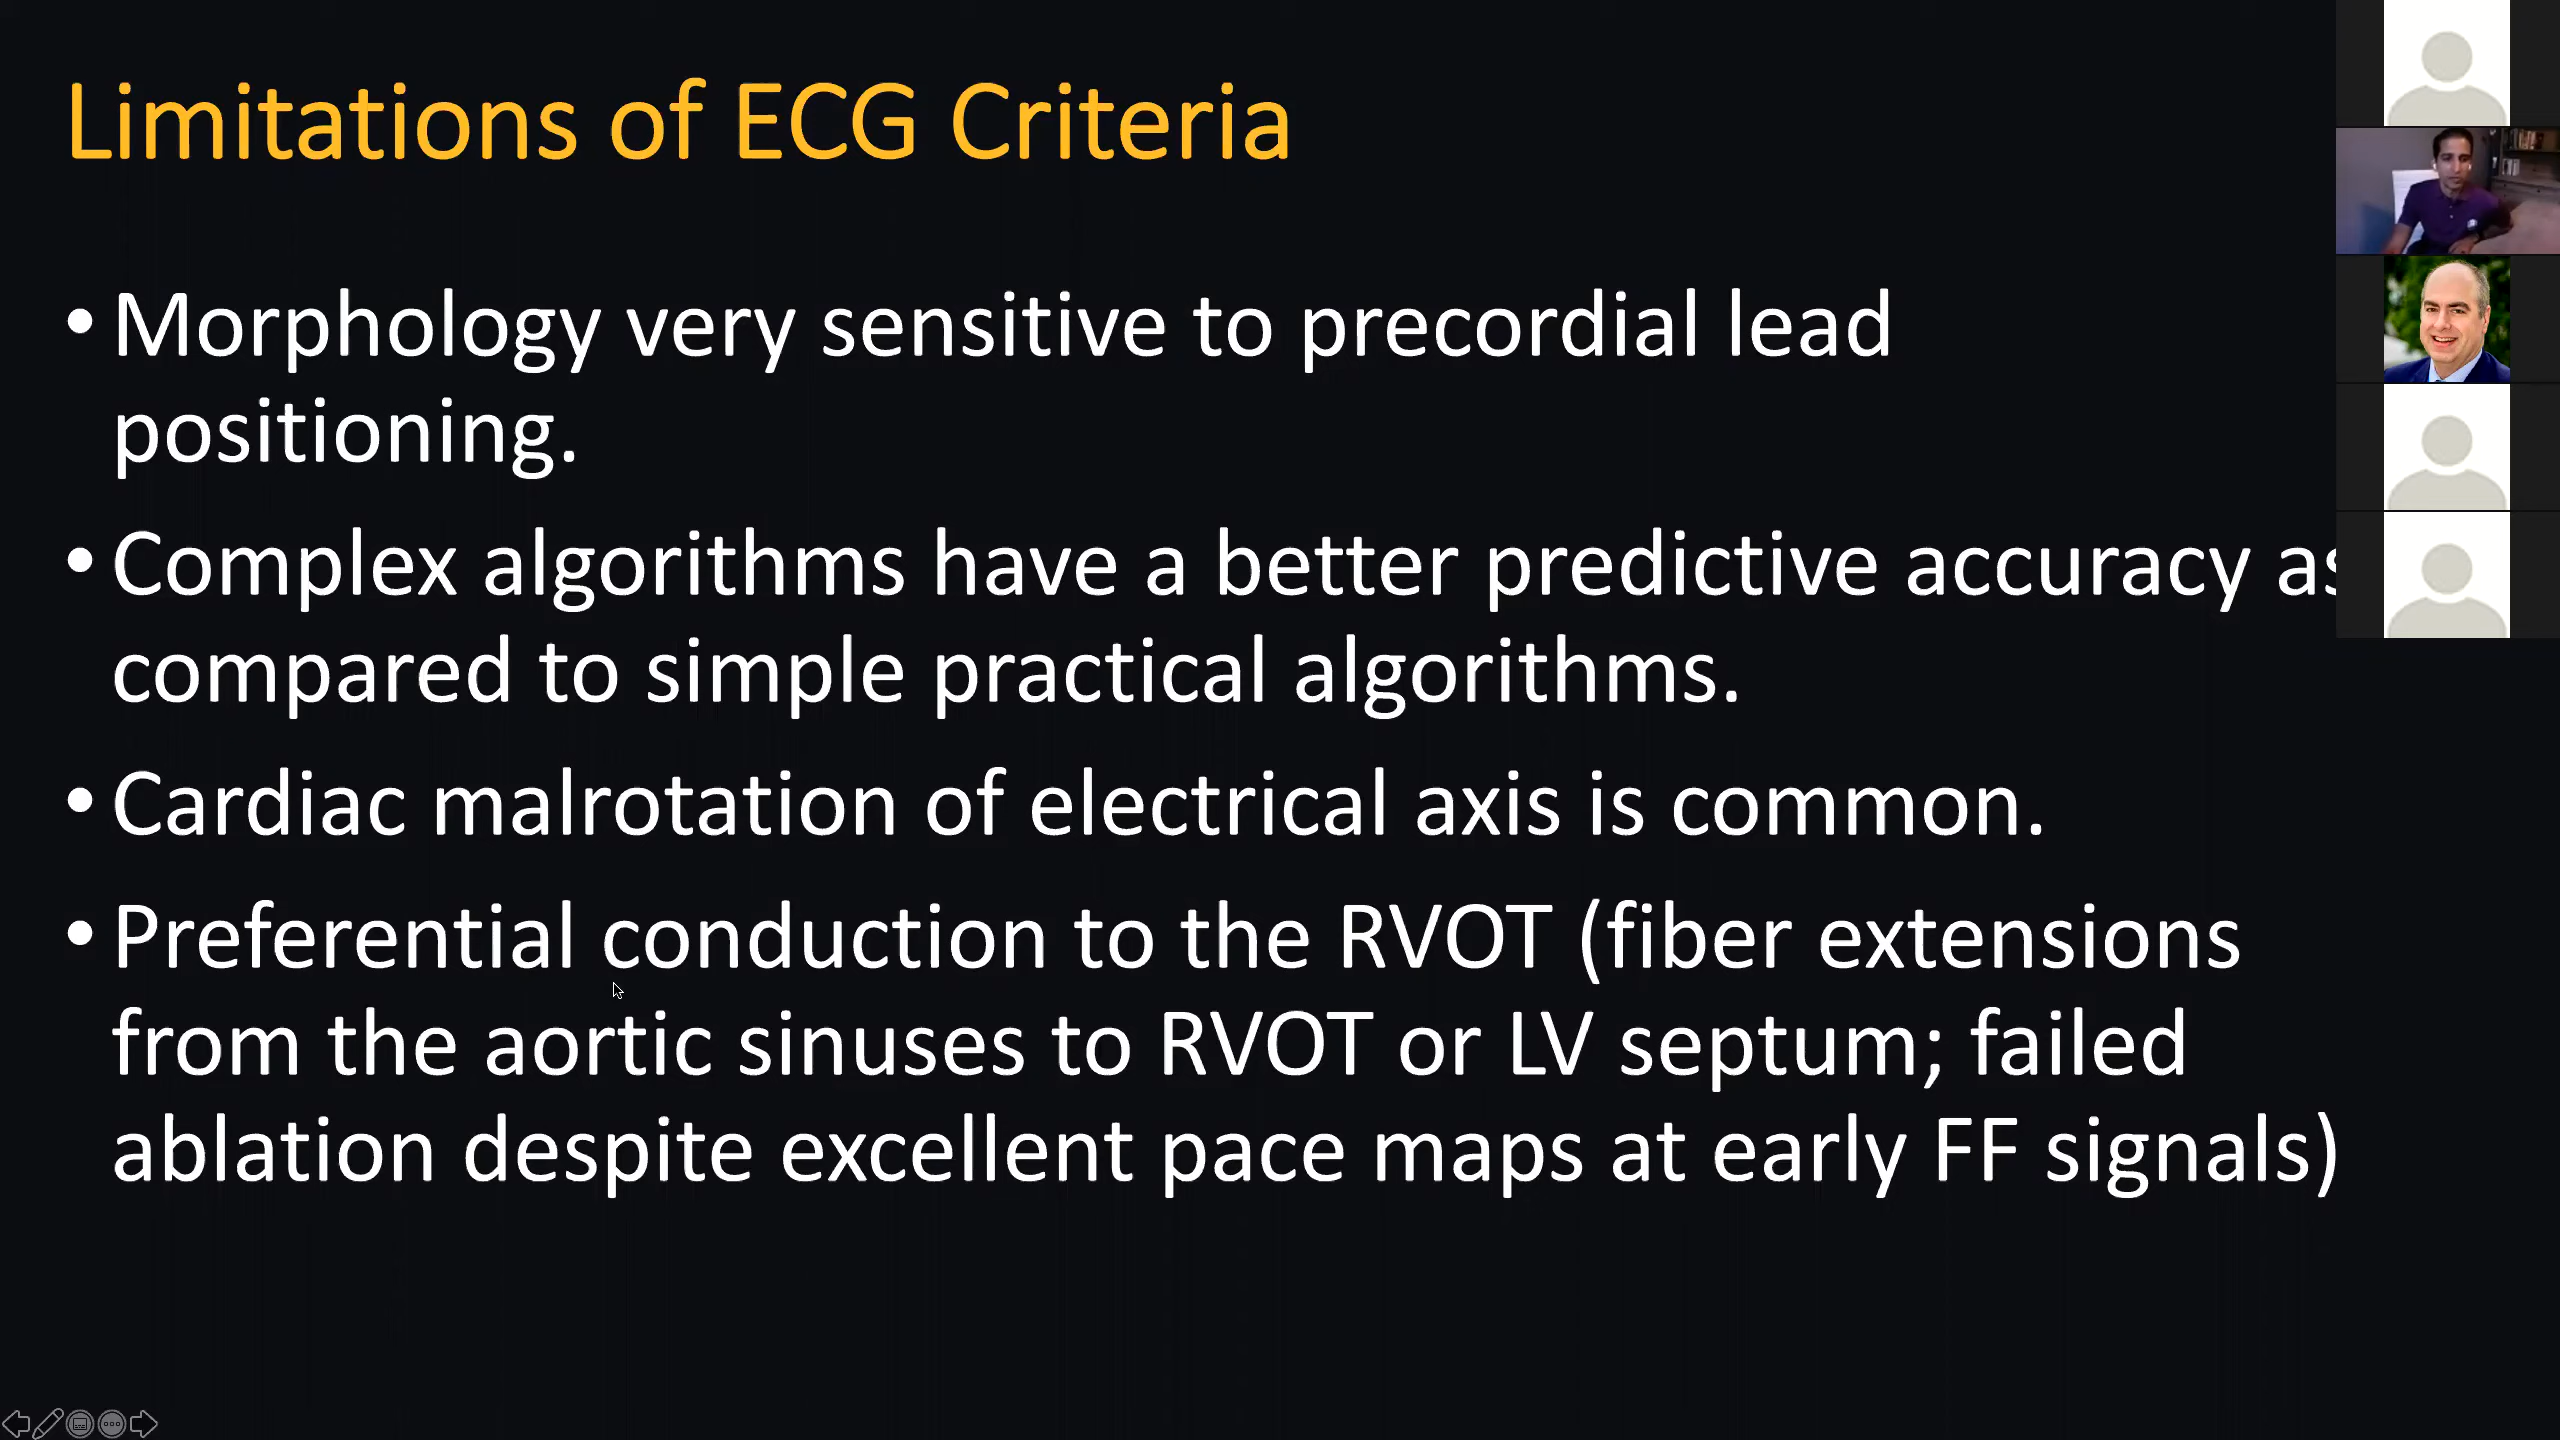 Limitations of ECG Criteria
• Morphology very sensitive to precordial lead
positioning.
• Complex algorithms have a better predictive accuracy as
compared to simple practical algorithms.
• Cardiac malrotation of electrical axis is common.
• Preferential conduction to the RVOT (fiber extensions
from the aortic sinuses to RVOT or LV septum; failed
ablation despite excellent pace maps at early FF signals)